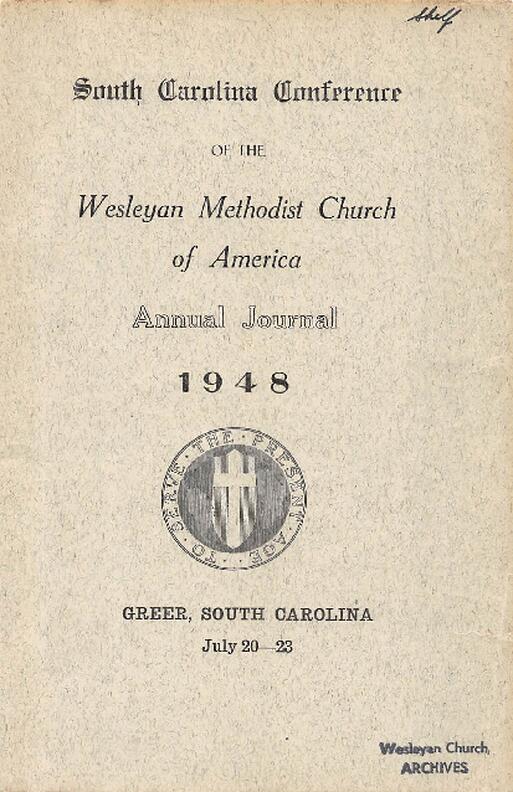 Shelf
South Carolina Conference
OF THE
Wesleyan Methodist Church
of America
Annual Journal
1948
TO · SERVE · THE · PRESENT · AGE
GREER, SOUTH CAROLINA
July 20—23
Wesleyan Church,
ARCHIVES